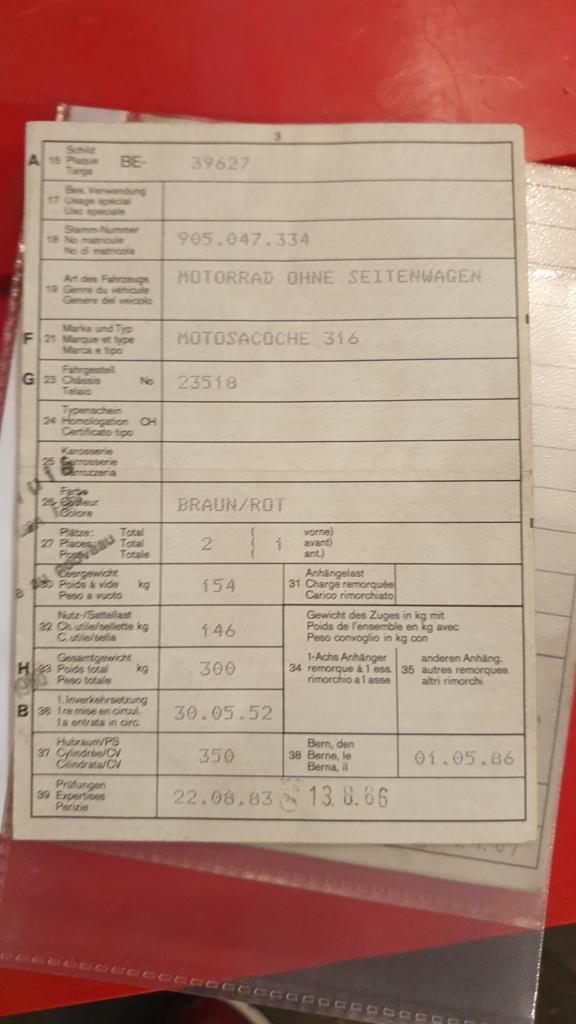 3
A 15 Schild
Plaque BE- 39627
Targa
17 Bes. Verwendung
Usage spécial
Uso speciale
18 Stamm-Nummer
No matricule 905.047.334
No di matricola
19 Art des Fahrzeugs MOTORRAD OHNE SEITENWAGEN
Genre du véhicule
Genere del veicolo
F 21 Marke und Typ
Marque et type MOTOSACOCHE 316
Marca e tipo
G 23 Fahrgestell
Châssis No 23518
Telaio
24 Typenschein
Homologation CH
Certificato tipo
25 Karosserie
Carrosserie
Carrozzeria
26 Farbe
Couleur BRAUN/ROT
Colore
27 Plätze: Total ( vorne)
Places: Total 2 ( 1 avant)
Totale ant.)
Leergewicht
Poids à vide kg 154
Peso a vuoto
31 Anhängelast
Charge remorquée
Carico rimorchiato
32 Nutz-/Sattellast
Ch. utile/sellette kg 146
C. utile/sella
Gewicht des Zuges in kg mit
Poids de l'ensemble en kg avec
Peso convoglio in kg con
H 33 Gesamtgewicht
Poids total kg 300
Peso totale
34 1-Achs Anhänger
remorque à 1 ess.
rimorchio a 1 asse
35 anderen Anhäng.
autres remorques
altri rimorchi
B 36 1. Inverkehrsetzung
1re mise en circul. 30.05.52
1a entrata in circ.
37 Hubraum/PS
Cylindrée/CV 350
Cilindrata/CV
38 Bern, den
Berne, le 01.05.86
Berna, il
39 Prüfungen
Expertises 22.08.83 13.8.86
Perizie